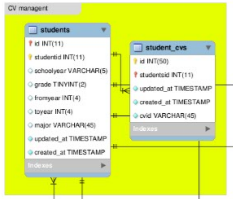 CV managent
students
id INT(11)
studentid INT(11)
schoolyear VARCHAR(5)
grade TINYINT(2)
fromyear INT(4)
toyear INT(4)
major VARCHAR(45)
updated_at TIMESTAMP
created_at TIMESTAMP
Indexes
student_cvs
id INT(50)
studentsid INT(11)
updated_at TIMESTAMP
created_at TIMESTAMP
cvid VARCHAR(45)
Indexes